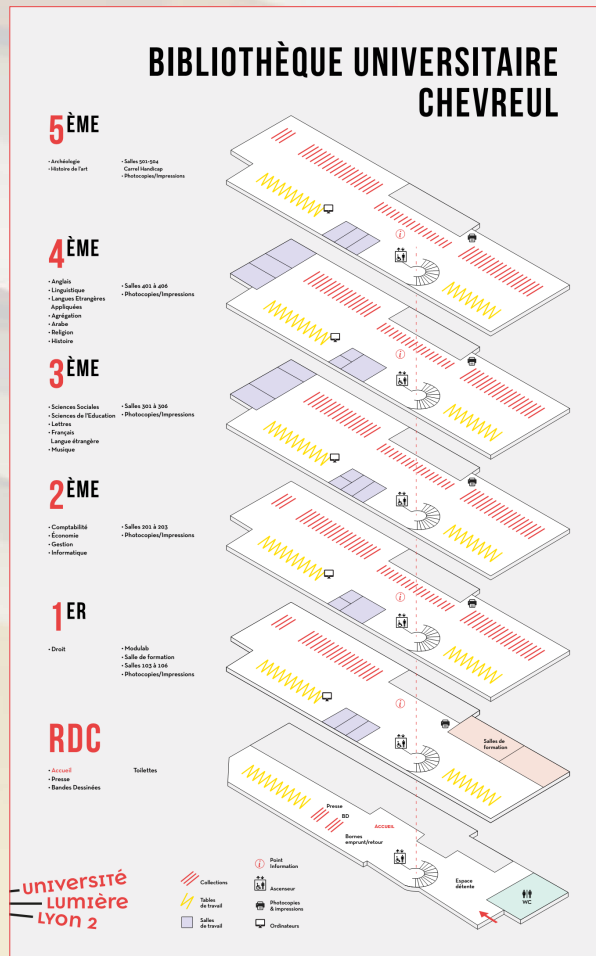 BIBLIOTHÈQUE UNIVERSITAIRE
CHEVREUL
5ÈME
• Archéologie
• Histoire de l'art
• Salles 501-504
Carrel Handicap
• Photocopies/Impressions
4ÈME
• Anglais
• Linguistique
• Langues Etrangères
Appliquées
• Agrégation
• Arabe
• Religion
• Histoire
• Salles 401 à 406
• Photocopies/Impressions
3ÈME
• Sciences Sociales
• Sciences de l'Education
• Lettres
• Français
Langue étrangère
• Musique
• Salles 301 à 306
• Photocopies/Impressions
2ÈME
• Comptabilité
• Économie
• Gestion
• Informatique
• Salles 201 à 203
• Photocopies/Impressions
1ER
• Droit
• Modulab
• Salle de formation
• Salles 103 à 106
• Photocopies/Impressions
Salles de
formation
RDC
• Accueil
• Presse
• Bandes Dessinées
Toilettes
Presse
BD
ACCUEIL
Bornes
emprunt/retour
Espace
détente
WC
UNIVERSITÉ
LUMIÈRE
LYON 2
Collections
Tables
de travail
Salles
de travail
Point
Information
Ascenseur
Photocopies
& impressions
Ordinateurs